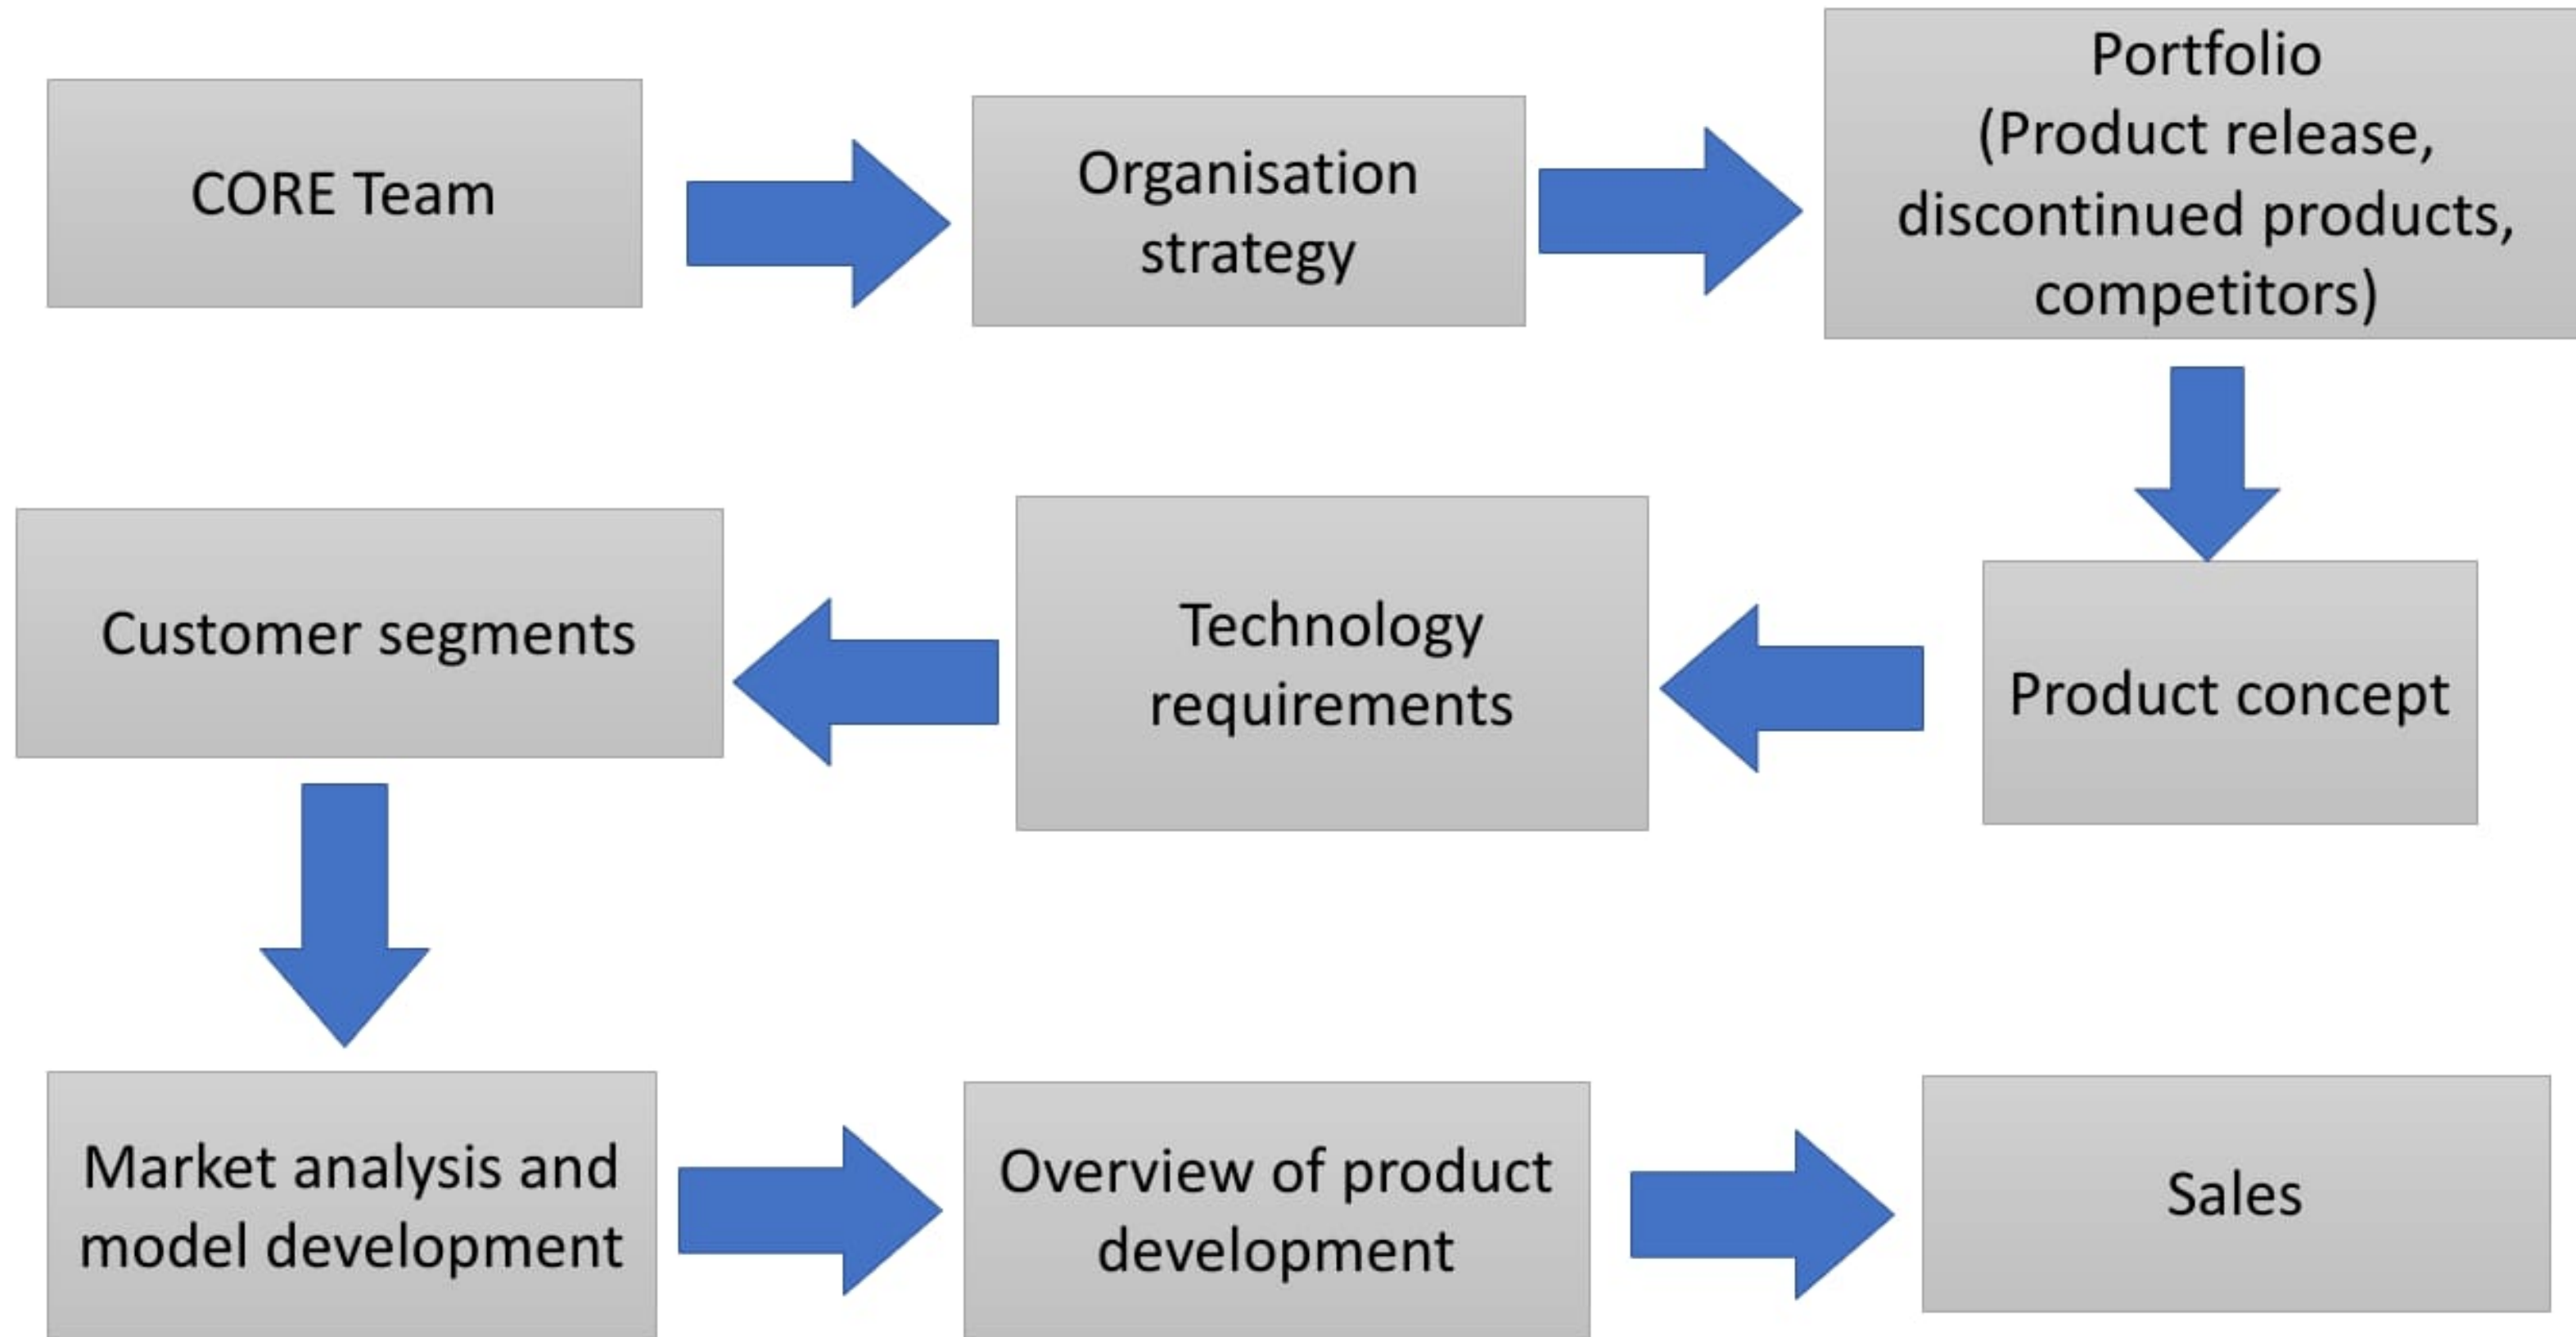 CORE Team
Organisation
strategy
Portfolio
(Product release,
discontinued products,
competitors)
Product concept
Technology
requirements
Customer segments
Market analysis and
model development
Overview of product
development
Sales